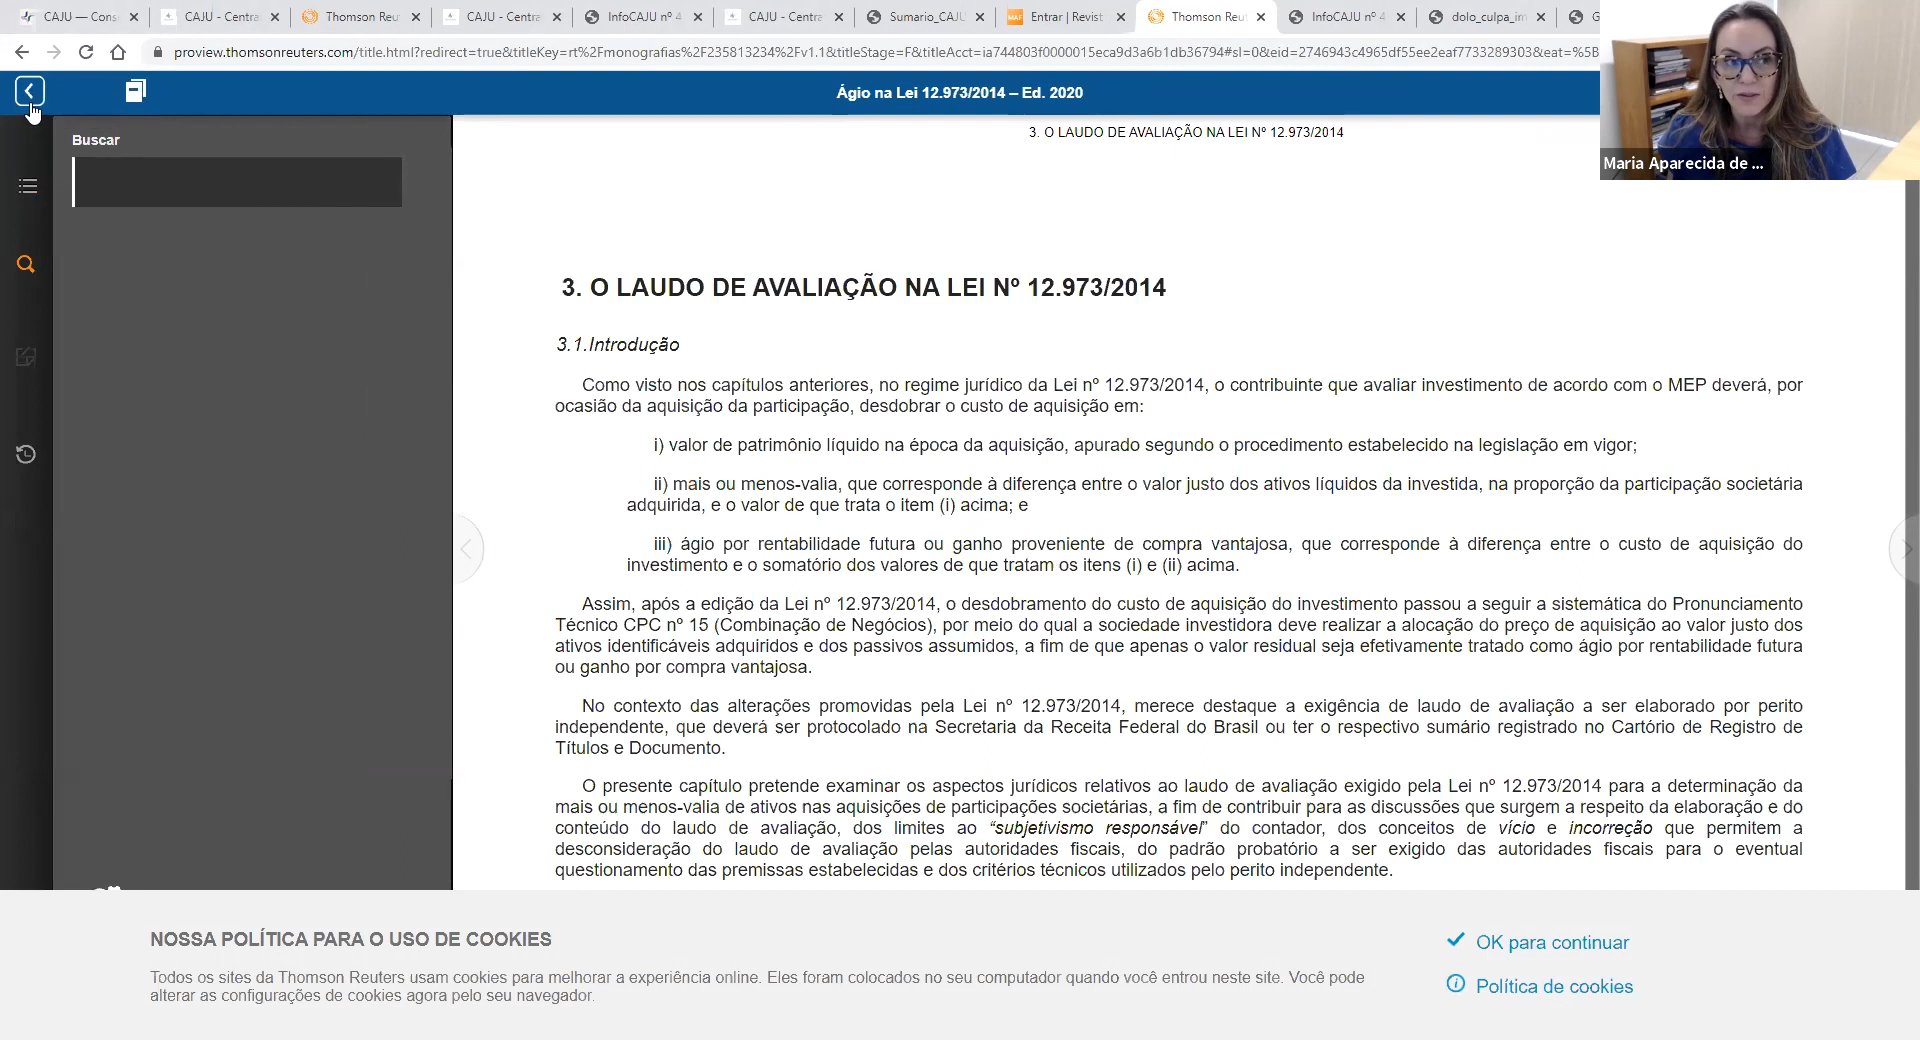 CAJU — Cons
CAJU - Centra
Thomson Reu
CAJU - Centra
InfoCAJU nº 4
CAJU - Centra
Sumario_CAJU
MAF
Entrar | Revist
Thomson Reu
InfoCAJU nº 4
dolo_culpa_im
G
proview.thomsonreuters.com/title.html?redirect=true&titleKey=rt%2Fmonografias%2F235813234%2Fv1.1&titleStage=F&titleAcct=ia744803f0000015eca9d3a6b1db36794#sl=0&eid=2746943c4965df55ee2eaf7733289303&eat=%5B
Ágio na Lei 12.973/2014 – Ed. 2020
Maria Aparecida de ...
Buscar
3. O LAUDO DE AVALIAÇÃO NA LEI Nº 12.973/2014
3. O LAUDO DE AVALIAÇÃO NA LEI Nº 12.973/2014
3.1.Introdução
Como visto nos capítulos anteriores, no regime jurídico da Lei nº 12.973/2014, o contribuinte que avaliar investimento de acordo com o MEP deverá, por
ocasião da aquisição da participação, desdobrar o custo de aquisição em:
i) valor de patrimônio líquido na época da aquisição, apurado segundo o procedimento estabelecido na legislação em vigor;
ii) mais ou menos-valia, que corresponde à diferença entre o valor justo dos ativos líquidos da investida, na proporção da participação societária
adquirida, e o valor de que trata o item (i) acima; e
iii) ágio por rentabilidade futura ou ganho proveniente de compra vantajosa, que corresponde à diferença entre o custo de aquisição do
investimento e o somatório dos valores de que tratam os itens (i) e (ii) acima.
Assim, após a edição da Lei nº 12.973/2014, o desdobramento do custo de aquisição do investimento passou a seguir a sistemática do Pronunciamento
Técnico CPC nº 15 (Combinação de Negócios), por meio do qual a sociedade investidora deve realizar a alocação do preço de aquisição ao valor justo dos
ativos identificáveis adquiridos e dos passivos assumidos, a fim de que apenas o valor residual seja efetivamente tratado como ágio por rentabilidade futura
ou ganho por compra vantajosa.
No contexto das alterações promovidas pela Lei nº 12.973/2014, merece destaque a exigência de laudo de avaliação a ser elaborado por perito
independente, que deverá ser protocolado na Secretaria da Receita Federal do Brasil ou ter o respectivo sumário registrado no Cartório de Registro de
Títulos e Documento.
O presente capítulo pretende examinar os aspectos jurídicos relativos ao laudo de avaliação exigido pela Lei nº 12.973/2014 para a determinação da
mais ou menos-valia de ativos nas aquisições de participações societárias, a fim de contribuir para as discussões que surgem a respeito da elaboração e do
conteúdo do laudo de avaliação, dos limites ao “subjetivismo responsável” do contador, dos conceitos de vício e incorreção que permitem a
desconsideração do laudo de avaliação pelas autoridades fiscais, do padrão probatório a ser exigido das autoridades fiscais para o eventual
questionamento das premissas estabelecidas e dos critérios técnicos utilizados pelo perito independente.
NOSSA POLÍTICA PARA O USO DE COOKIES
Todos os sites da Thomson Reuters usam cookies para melhorar a experiência online. Eles foram colocados no seu computador quando você entrou neste site. Você pode
alterar as configurações de cookies agora pelo seu navegador.
OK para continuar
Política de cookies